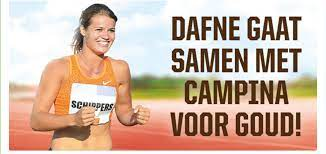 DAFNE GAAT
SAMEN MET
CAMPINA
VOOR GOUD!
SCHIPPERS